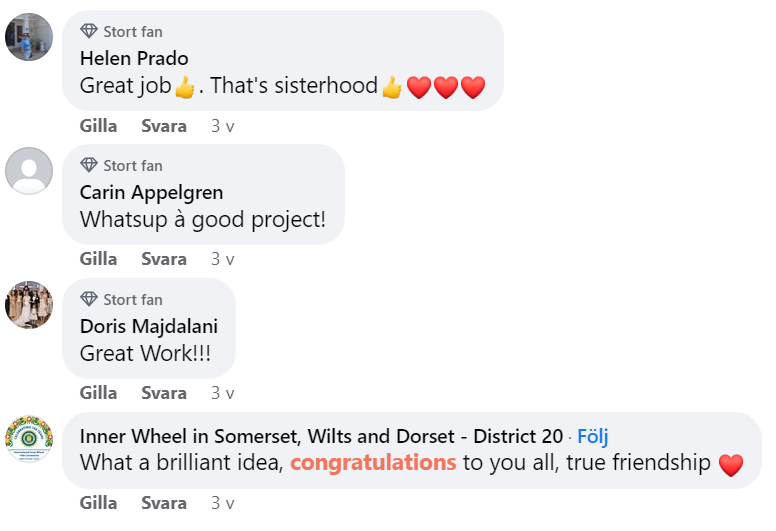 Stort fan
Helen Prado
Great job👍. That's sisterhood👍❤️❤️❤️
Gilla Svara 3 v
Stort fan
Carin Appelgren
Whatsup à good project!
Gilla Svara 3 v
Stort fan
Doris Majdalani
Great Work!!!
Gilla Svara 3 v
Inner Wheel in Somerset, Wilts and Dorset - District 20 · Följ
What a brilliant idea, congratulations to you all, true friendship ❤️
Gilla Svara 3 v